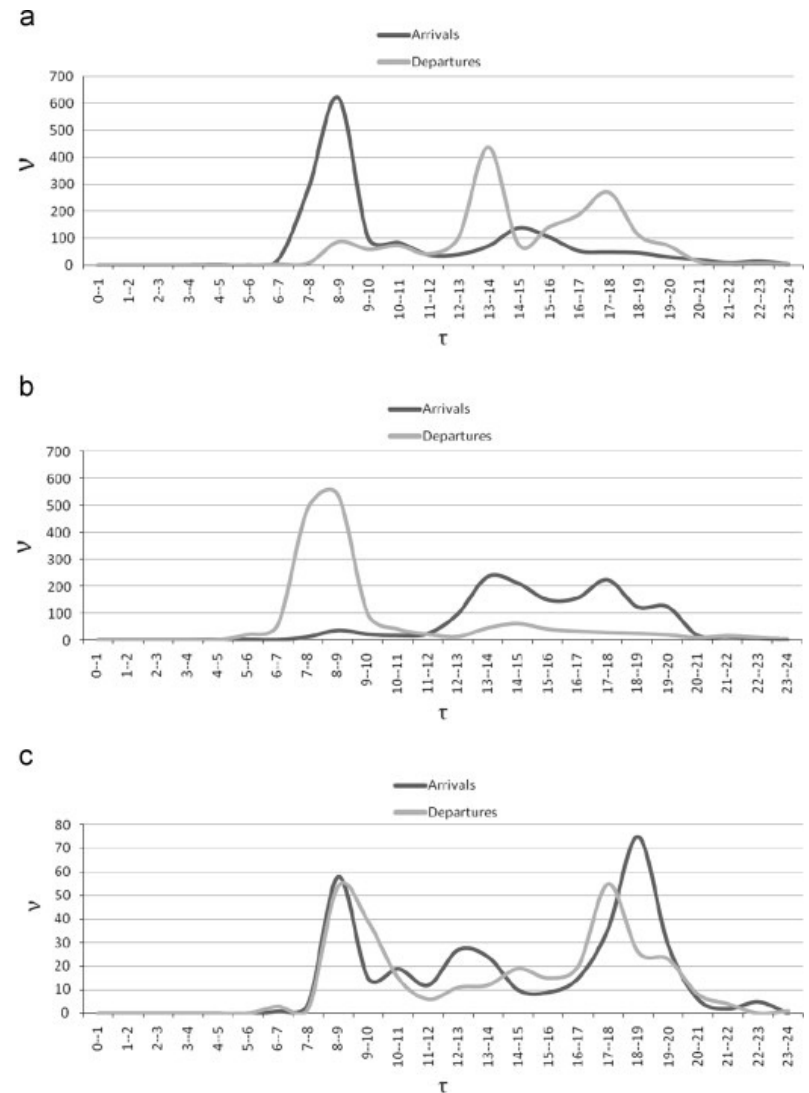 a
Arrivals
Departures
700
600
500
400
300
200
100
0
ν
0--1 1--2 2--3 3--4 4--5 5--6 6--7 7--8 8--9 9--10 10--11 11--12 12--13 13--14 14--15 15--16 16--17 17--18 18--19 19--20 20--21 21--22 22--23 23--24
τ
b
Arrivals
Departures
700
600
500
400
300
200
100
0
ν
0--1 1--2 2--3 3--4 4--5 5--6 6--7 7--8 8--9 9--10 10--11 11--12 12--13 13--14 14--15 15--16 16--17 17--18 18--19 19--20 20--21 21--22 22--23 23--24
τ
c
Arrivals
Departures
80
70
60
50
40
30
20
10
0
ν
0--1 1--2 2--3 3--4 4--5 5--6 6--7 7--8 8--9 9--10 10--11 11--12 12--13 13--14 14--15 15--16 16--17 17--18 18--19 19--20 20--21 21--22 22--23 23--24
τ